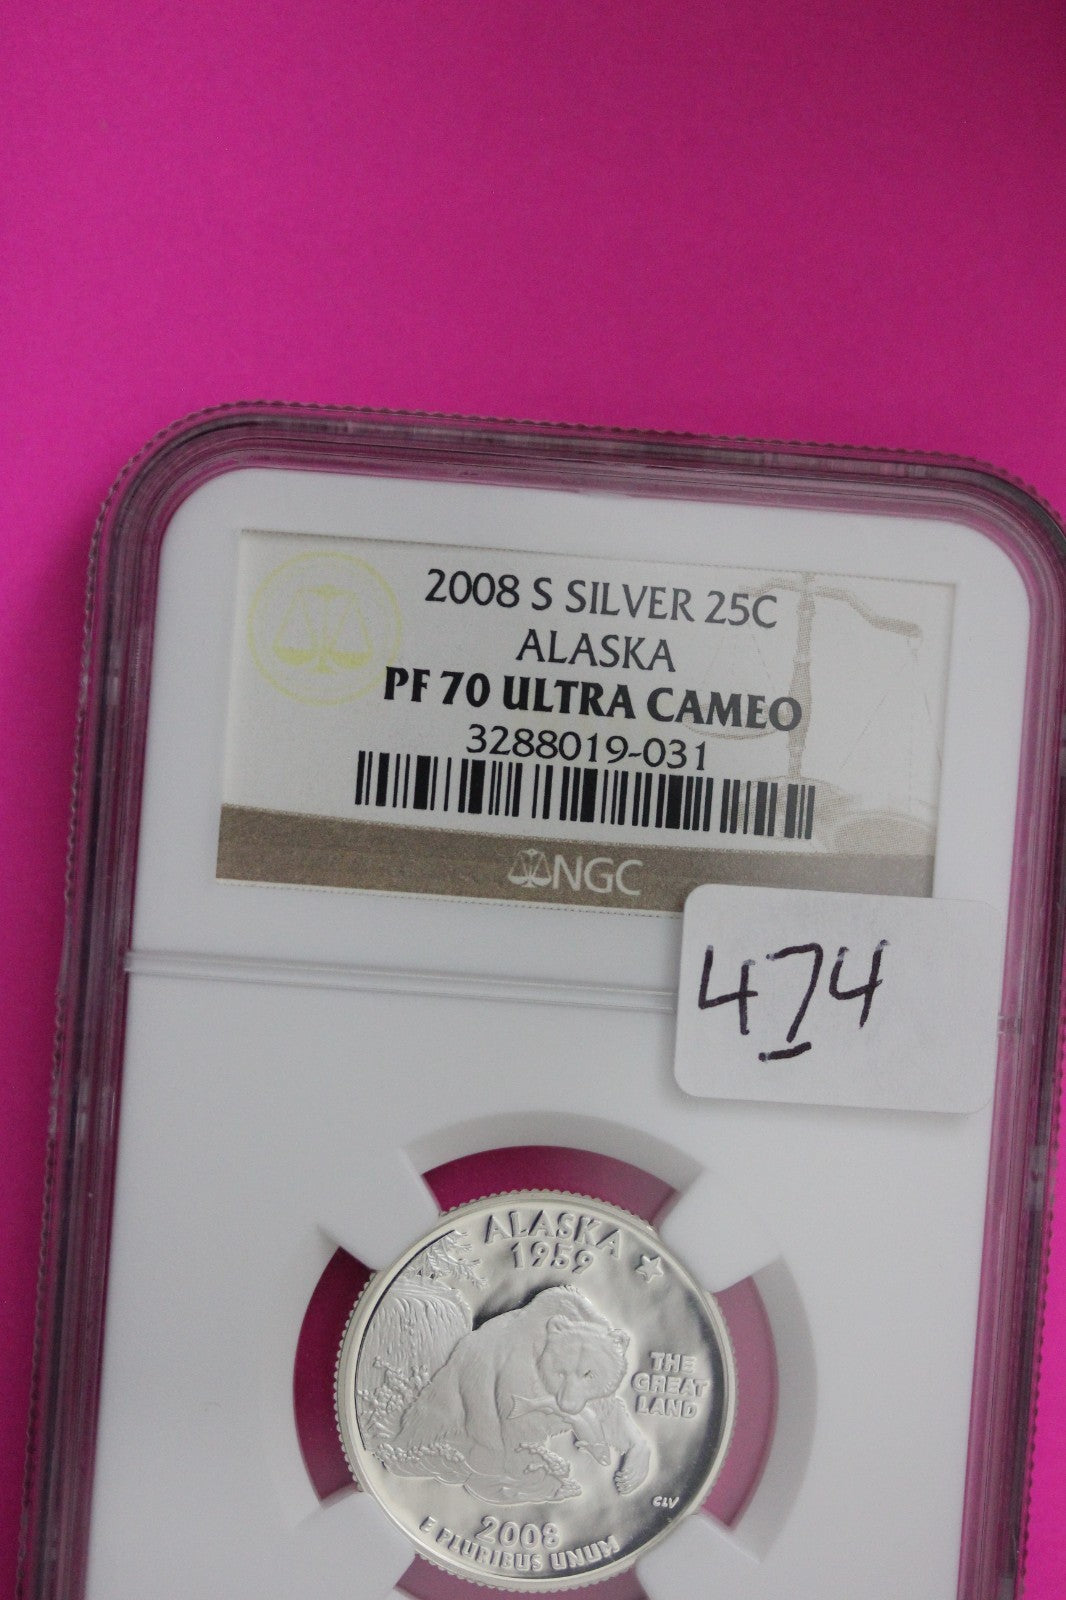 2008 S SILVER 25C
ALASKA
PF 70 ULTRA CAMEO
3288019-031
NGC
474
ALASKA
1959
THE
GREAT
LAND
CLV
2008
E PLURIBUS UNUM